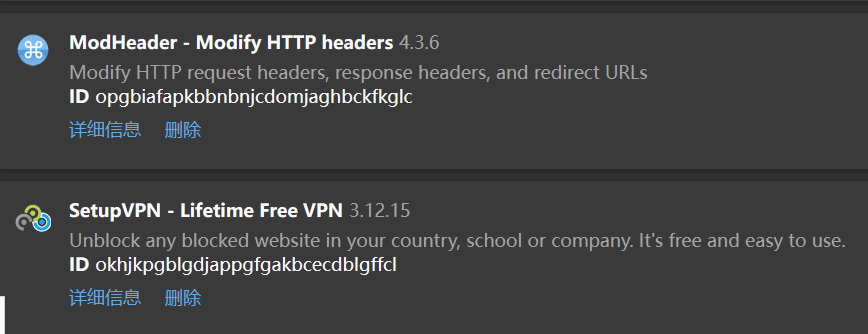 ModHeader - Modify HTTP headers 4.3.6
Modify HTTP request headers, response headers, and redirect URLs
ID opgbiafapkbbnbnjcdomjaghbckfkglc
详细信息 删除
SetupVPN - Lifetime Free VPN 3.12.15
Unblock any blocked website in your country, school or company. It's free and easy to use.
ID okhjkpgblgdjappgfgakbcecdblgffcl
详细信息 删除